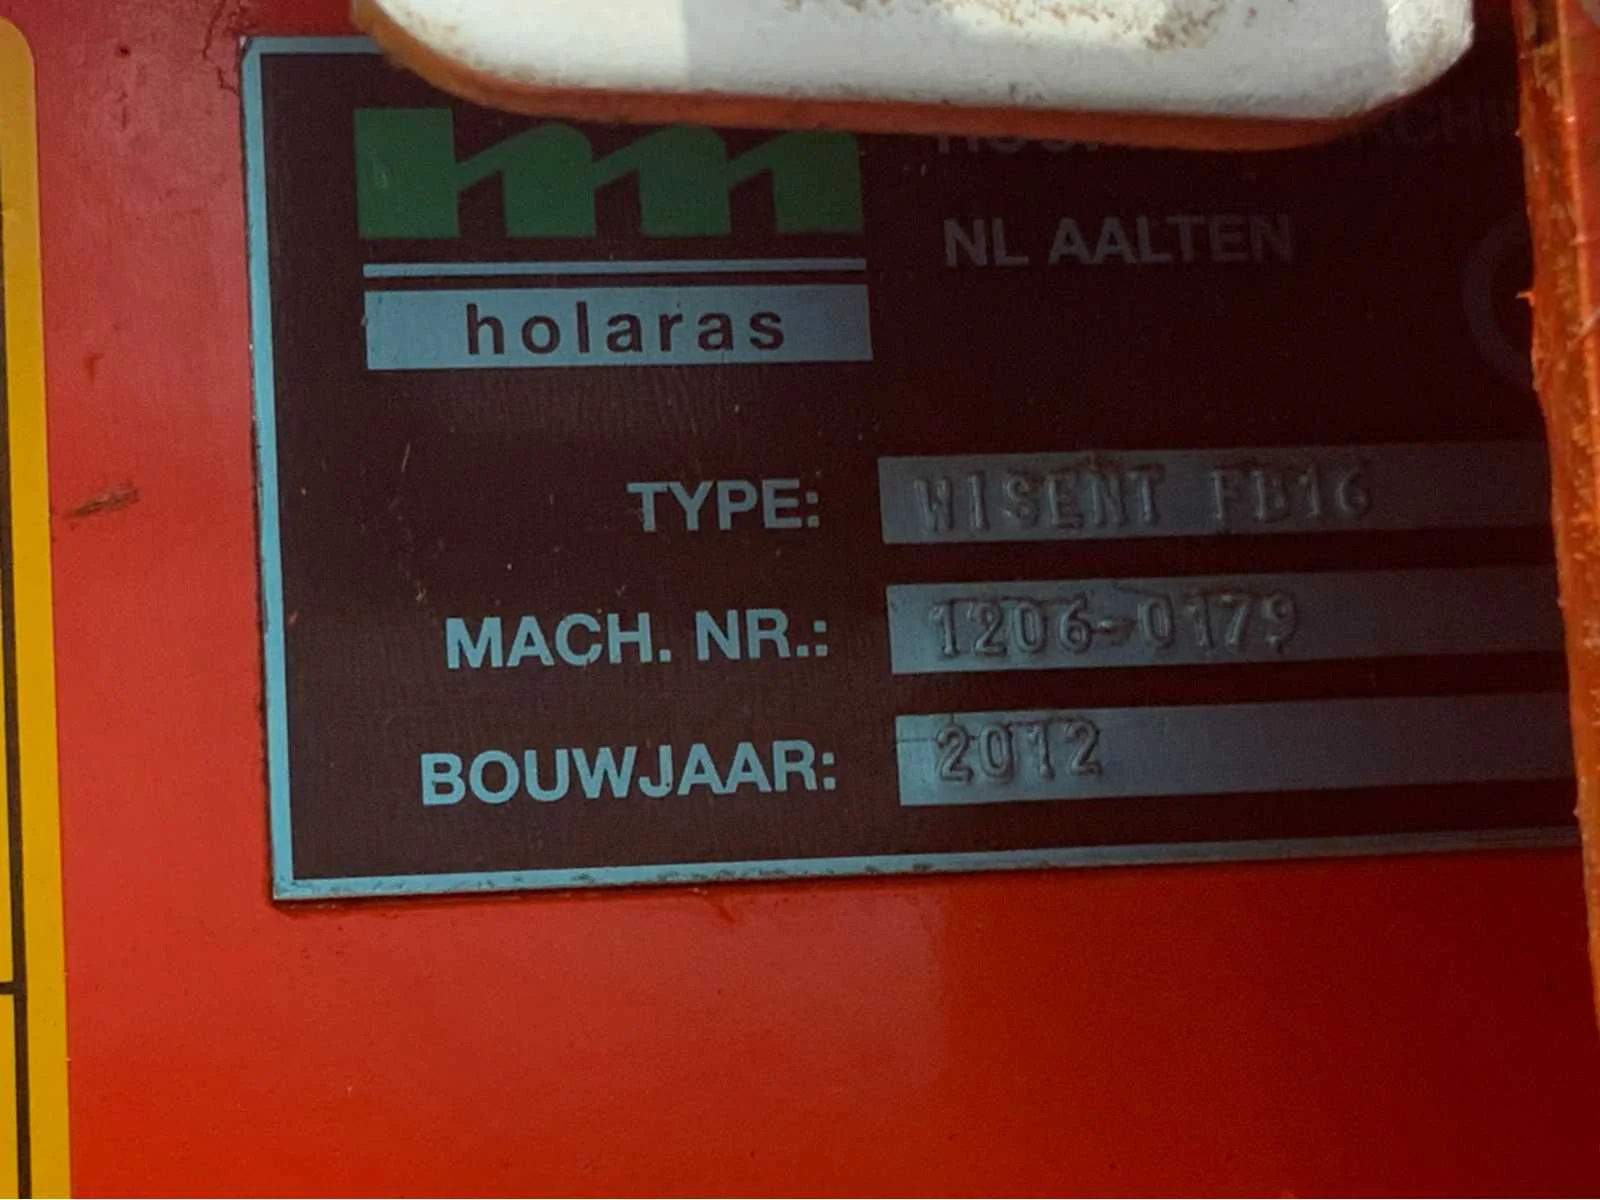 NL AALTEN
holaras
TYPE: WISENT FB16
MACH. NR.: 1206-0179
BOUWJAAR: 2012